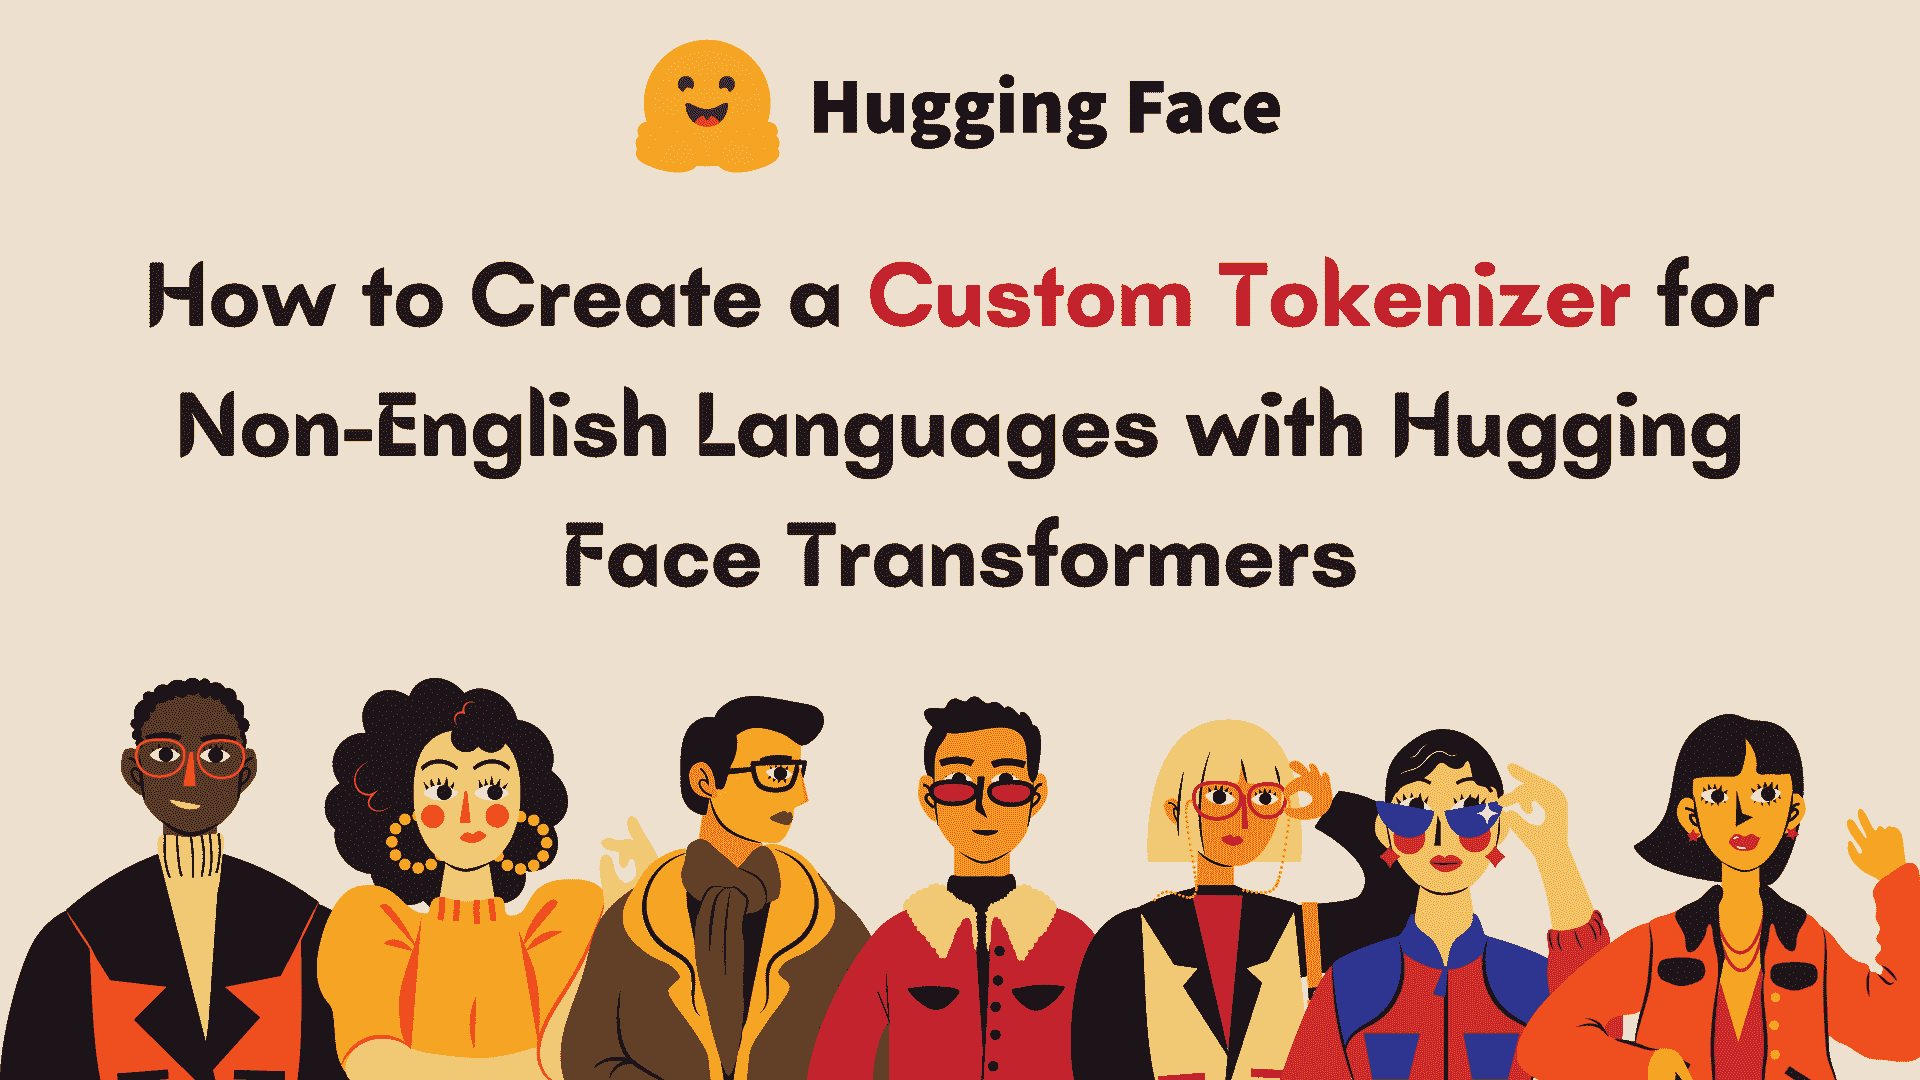 Hugging Face
How to Create a Custom Tokenizer for
Non-English Languages with Hugging
Face Transformers